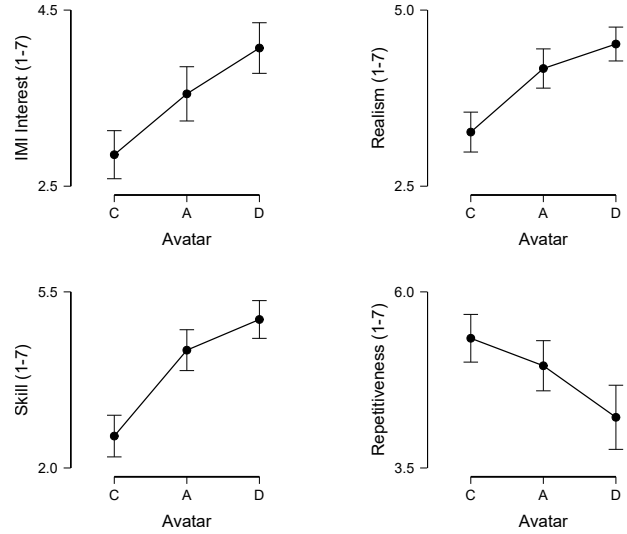 4.5
IMI Interest (1-7)
2.5
C A D
Avatar
5.0
Realism (1-7)
2.5
C A D
Avatar
5.5
Skill (1-7)
2.0
C A D
Avatar
6.0
Repetitiveness (1-7)
3.5
C A D
Avatar